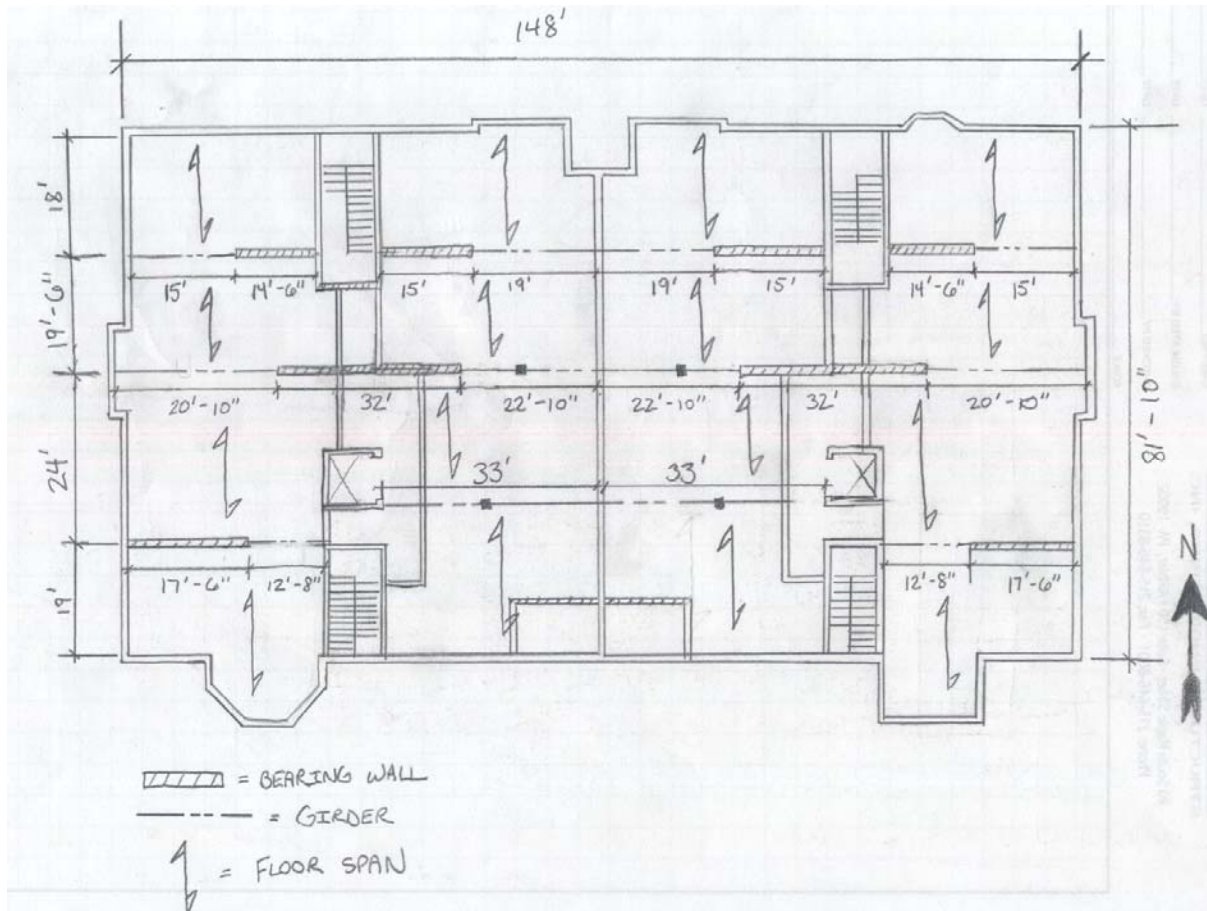 148'
18'
15' 14'-6" 15' 19' 19' 15' 14'-6" 15'
19'-6"
20'-10" 32' 22'-10" 22'-10" 32' 20'-10"
81'-10"
24'
33' 33'
N
17'-6" 12'-8" 12'-8" 17'-6"
19'
= BEARING WALL
= GIRDER
= FLOOR SPAN